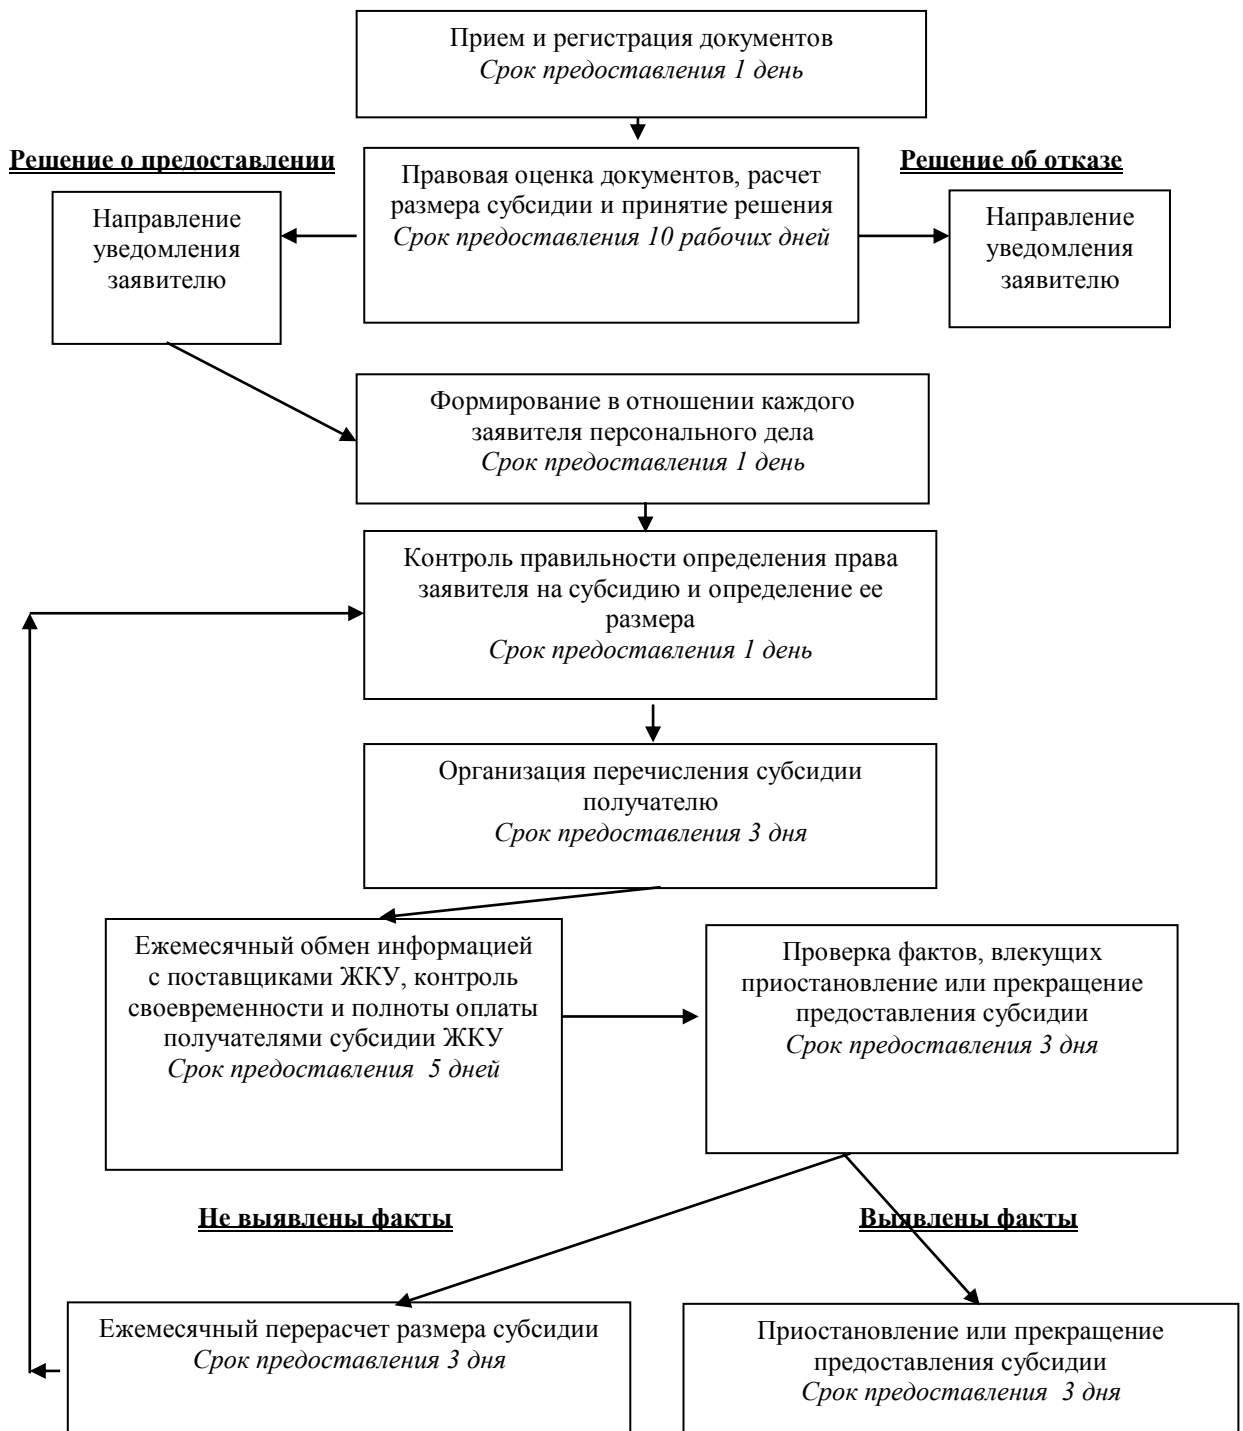 Прием и регистрация документов
Срок предоставления 1 день
Решение о предоставлении
Решение об отказе
Правовая оценка документов, расчет
размера субсидии и принятие решения
Срок предоставления 10 рабочих дней
Направление
уведомления
заявителю
Направление
уведомления
заявителю
Формирование в отношении каждого
заявителя персонального дела
Срок предоставления 1 день
Контроль правильности определения права
заявителя на субсидию и определение ее
размера
Срок предоставления 1 день
Организация перечисления субсидии
получателю
Срок предоставления 3 дня
Ежемесячный обмен информацией
с поставщиками ЖКУ, контроль
своевременности и полноты оплаты
получателями субсидии ЖКУ
Срок предоставления 5 дней
Проверка фактов, влекущих
приостановление или прекращение
предоставления субсидии
Срок предоставления 3 дня
Не выявлены факты
Выявлены факты
Ежемесячный перерасчет размера субсидии
Срок предоставления 3 дня
Приостановление или прекращение
предоставления субсидии
Срок предоставления 3 дня